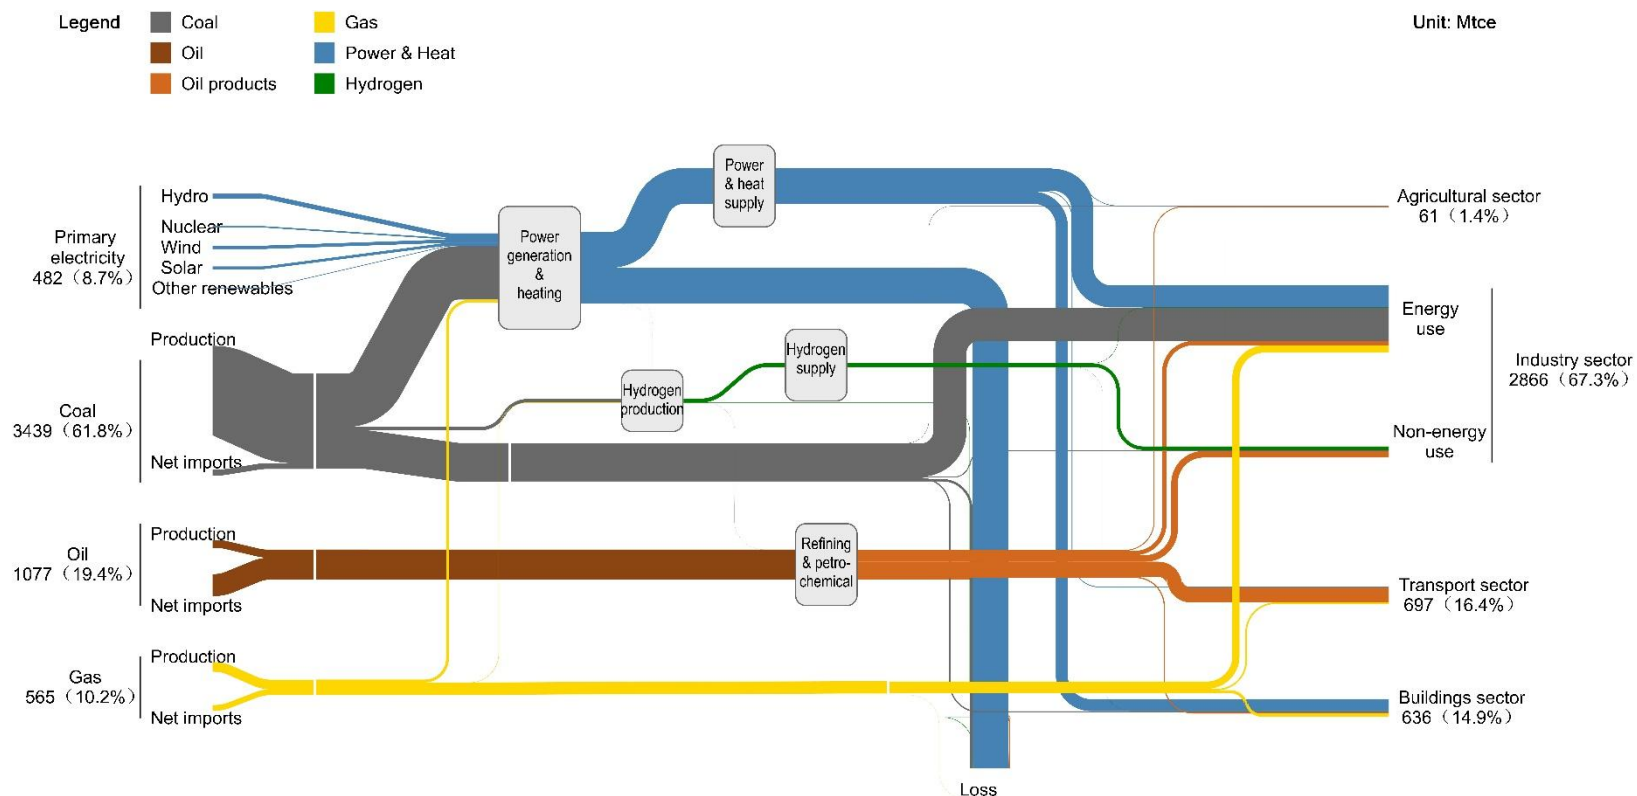 Legend
Coal
Gas
Unit: Mtce
Oil
Power & Heat
Oil products
Hydrogen
Power
& heat
supply
Hydro
Nuclear
Wind
Solar
Other renewables
Primary
electricity
482（8.7%）
Power
generation
&
heating
Agricultural sector
61（1.4%）
Energy
use
Production
Coal
3439（61.8%）
Net imports
Hydrogen
supply
Hydrogen
production
Industry sector
2866（67.3%）
Non-energy
use
Production
Oil
1077（19.4%）
Net imports
Refining
& petro-
chemical
Transport sector
697（16.4%）
Production
Gas
565（10.2%）
Net imports
Buildings sector
636（14.9%）
Loss